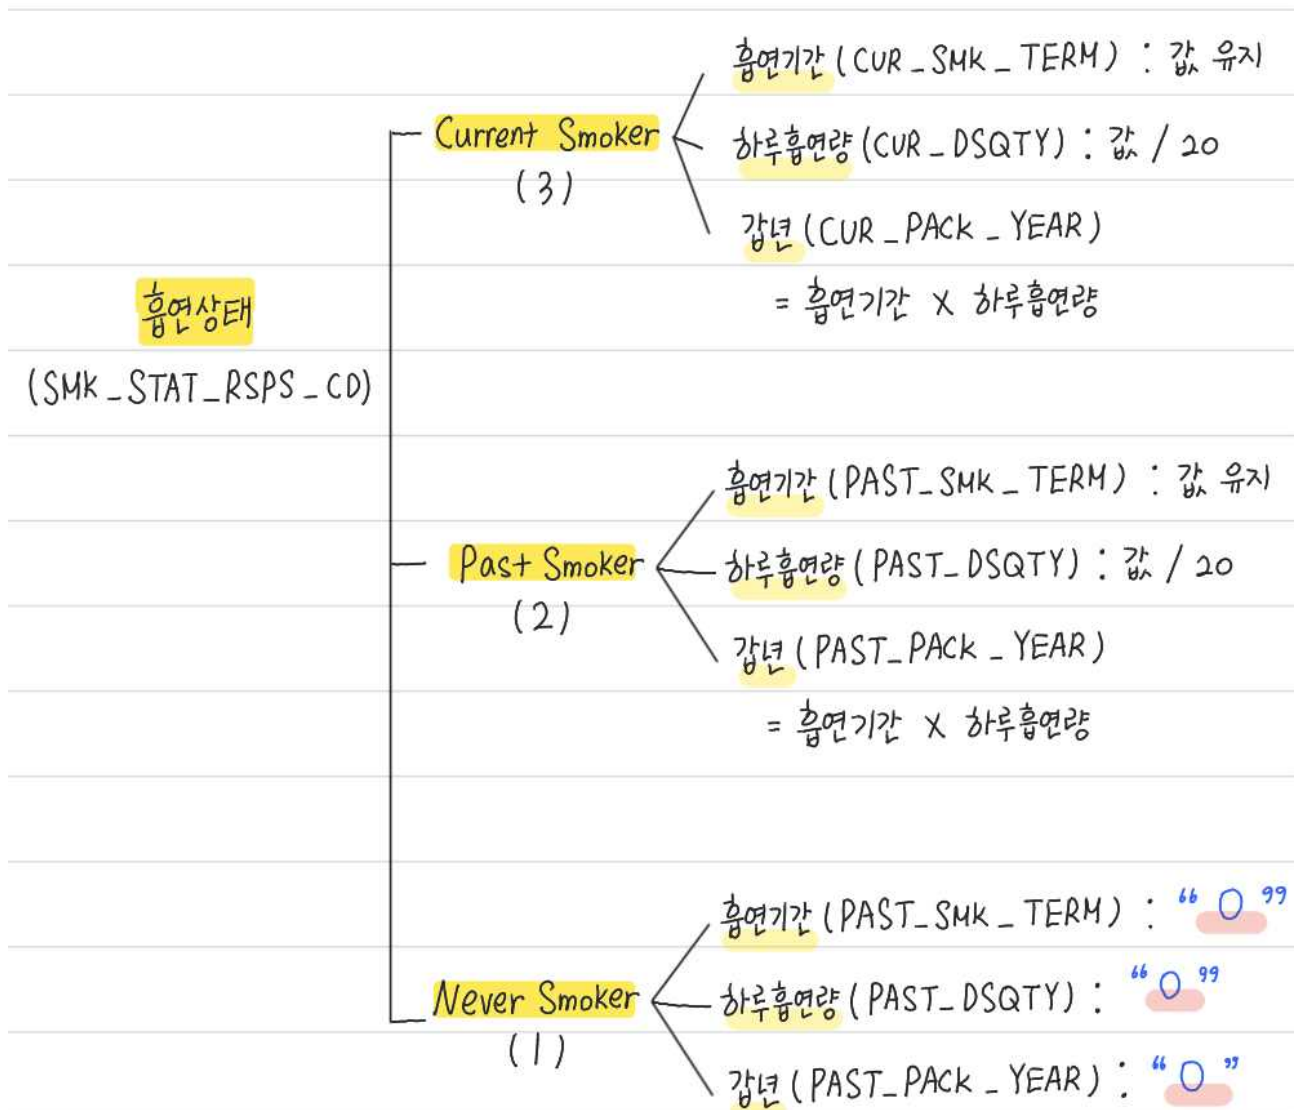 흡연상태
(SMK_STAT_RSPS_CD)
Current Smoker
(3)
흡연기간 (CUR_SMK_TERM) : 값 유지
하루흡연량 (CUR_DSQTY) : 값 / 20
갑년 (CUR_PACK_YEAR)
= 흡연기간 × 하루흡연량
Past Smoker
(2)
흡연기간 (PAST_SMK_TERM) : 값 유지
하루흡연량 (PAST_DSQTY) : 값 / 20
갑년 (PAST_PACK_YEAR)
= 흡연기간 × 하루흡연량
Never Smoker
(1)
흡연기간 (PAST_SMK_TERM) : “0”
하루흡연량 (PAST_DSQTY) : “0”
갑년 (PAST_PACK_YEAR) : “0”